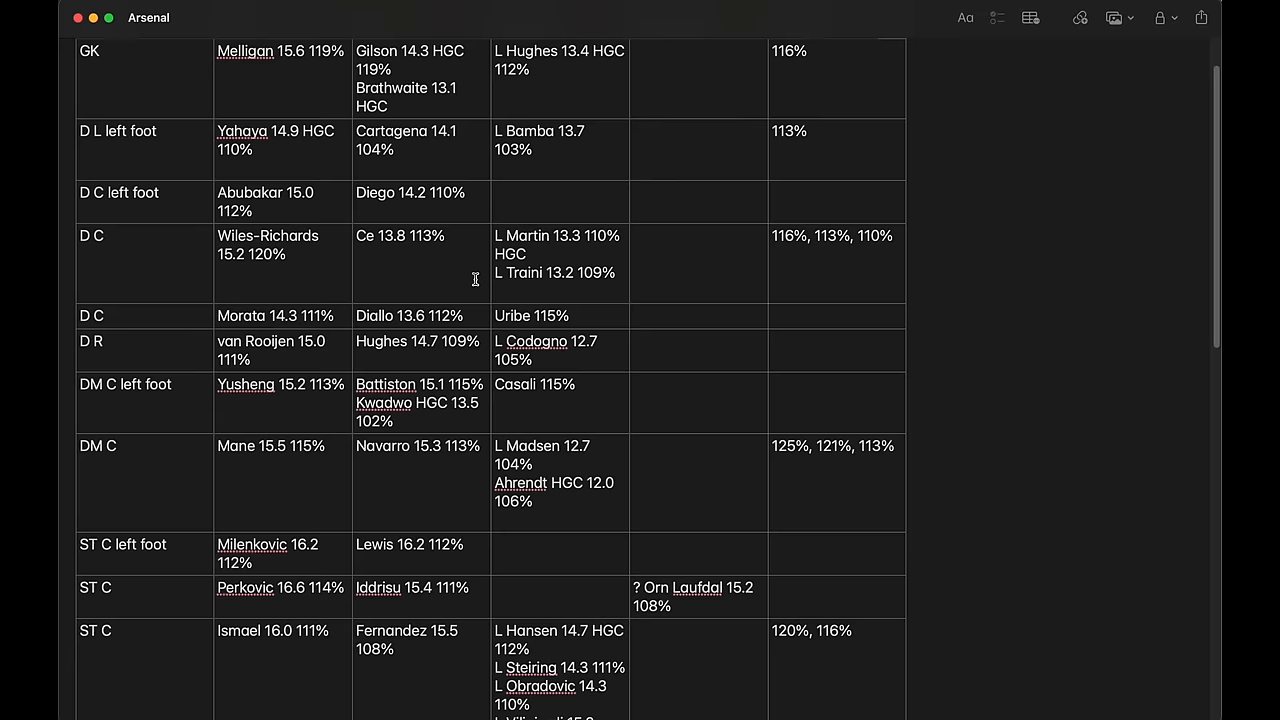 Arsenal
Aa
GK
Melligan 15.6 119%
Gilson 14.3 HGC
119%
Brathwaite 13.1
HGC
L Hughes 13.4 HGC
112%
116%
D L left foot
Yahaya 14.9 HGC
110%
Cartagena 14.1
104%
L Bamba 13.7
103%
113%
D C left foot
Abubakar 15.0
112%
Diego 14.2 110%
D C
Wiles-Richards
15.2 120%
Ce 13.8 113%
L Martin 13.3 110%
HGC
L Traini 13.2 109%
116%, 113%, 110%
D C
Morata 14.3 111%
Diallo 13.6 112%
Uribe 115%
D R
van Rooijen 15.0
111%
Hughes 14.7 109%
L Codogno 12.7
105%
DM C left foot
Yusheng 15.2 113%
Battiston 15.1 115%
Kwadwo HGC 13.5
102%
Casali 115%
DM C
Mane 15.5 115%
Navarro 15.3 113%
L Madsen 12.7
104%
Ahrendt HGC 12.0
106%
125%, 121%, 113%
ST C left foot
Milenkovic 16.2
112%
Lewis 16.2 112%
ST C
Perkovic 16.6 114%
Iddrisu 15.4 111%
? Orn Laufdal 15.2
108%
ST C
Ismael 16.0 111%
Fernandez 15.5
108%
L Hansen 14.7 HGC
112%
L Steiring 14.3 111%
L Obradovic 14.3
110%
120%, 116%